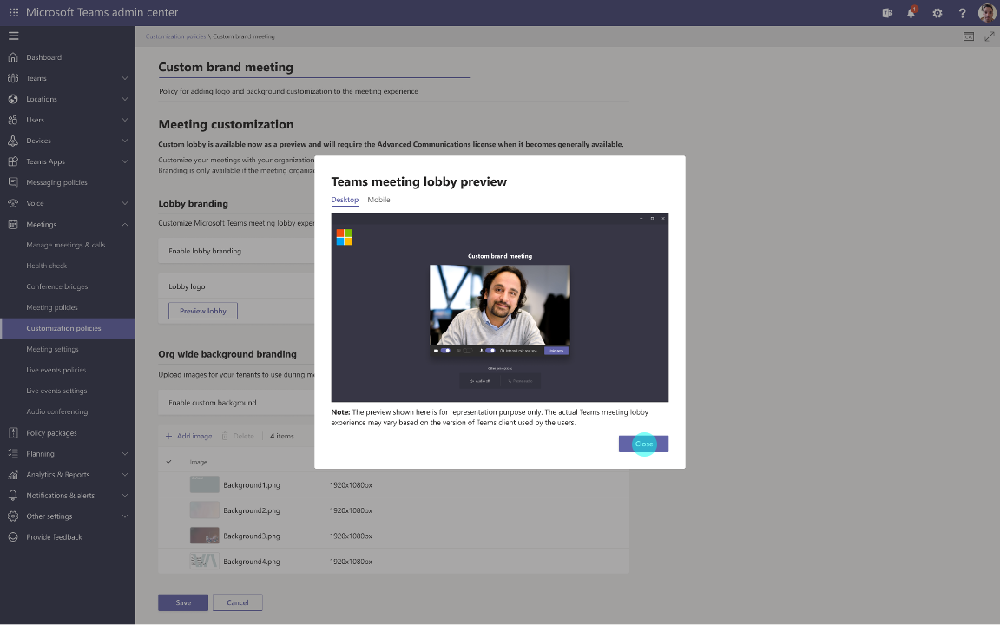 Microsoft Teams admin center
1
Customization policies \ Custom brand meeting
Dashboard
Teams
Locations
Users
Devices
Teams Apps
Messaging policies
Voice
Meetings
Manage meetings & calls
Health check
Conference bridges
Meeting policies
Customization policies
Meeting settings
Live events policies
Live events settings
Audio conferencing
Policy packages
Planning
Analytics & Reports
Notifications & alerts
Other settings
Provide feedback
Custom brand meeting
Policy for adding logo and background customization to the meeting experience
Meeting customization
Custom lobby is available now as a preview and will require the Advanced Communications license when it becomes generally available.
Customize your meetings with your organization
Branding is only available if the meeting organize
Lobby branding
Customize Microsoft Teams meeting lobby expe
Enable lobby branding
Lobby logo
Preview lobby
Org wide background branding
Upload images for your tenants to use during m
Enable custom background
Add image Delete 4 items
Image
Background1.png 1920x1080px
Background2.png 1920x1080px
Background3.png 1920x1080px
Background4.png 1920x1080px
Save Cancel
Teams meeting lobby preview
Desktop Mobile
Custom brand meeting
Internal mic and spe...
Join now
Audio off Phone audio
Note: The preview shown here is for representation purpose only. The actual Teams meeting lobby
experience may vary based on the version of Teams client used by the users.
Close